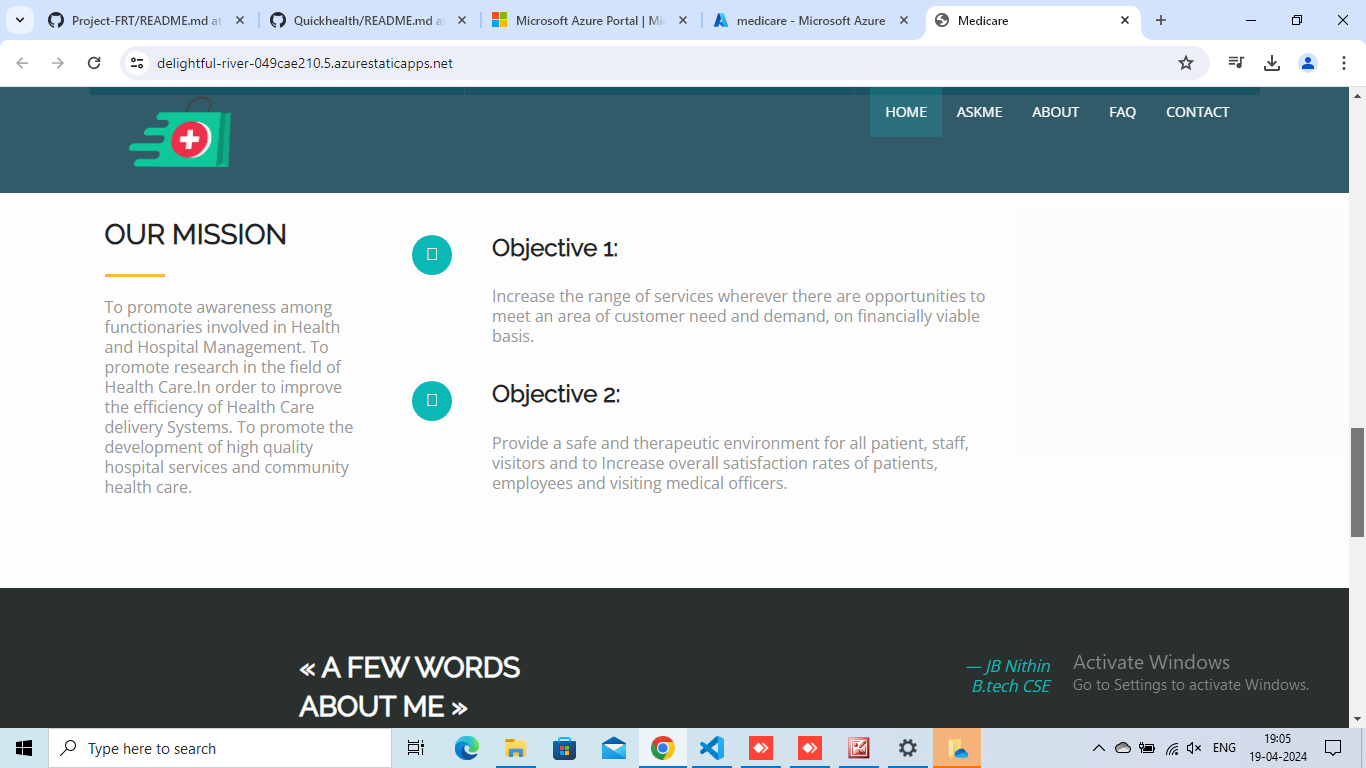 Project-FRT/README.md at
Quickhealth/README.md at
Microsoft Azure Portal | Mic
medicare - Microsoft Azure
Medicare
delightful-river-049cae210.5.azurestaticapps.net
HOME
ASKME
ABOUT
FAQ
CONTACT
OUR MISSION
To promote awareness among
functionaries involved in Health
and Hospital Management. To
promote research in the field of
Health Care.In order to improve
the efficiency of Health Care
delivery Systems. To promote the
development of high quality
hospital services and community
health care.
Objective 1:
Increase the range of services wherever there are opportunities to
meet an area of customer need and demand, on financially viable
basis.
Objective 2:
Provide a safe and therapeutic environment for all patient, staff,
visitors and to Increase overall satisfaction rates of patients,
employees and visiting medical officers.
« A FEW WORDS
ABOUT ME »
— JB Nithin
B.tech CSE
Activate Windows
Go to Settings to activate Windows.
Type here to search
ENG
19:05
19-04-2024